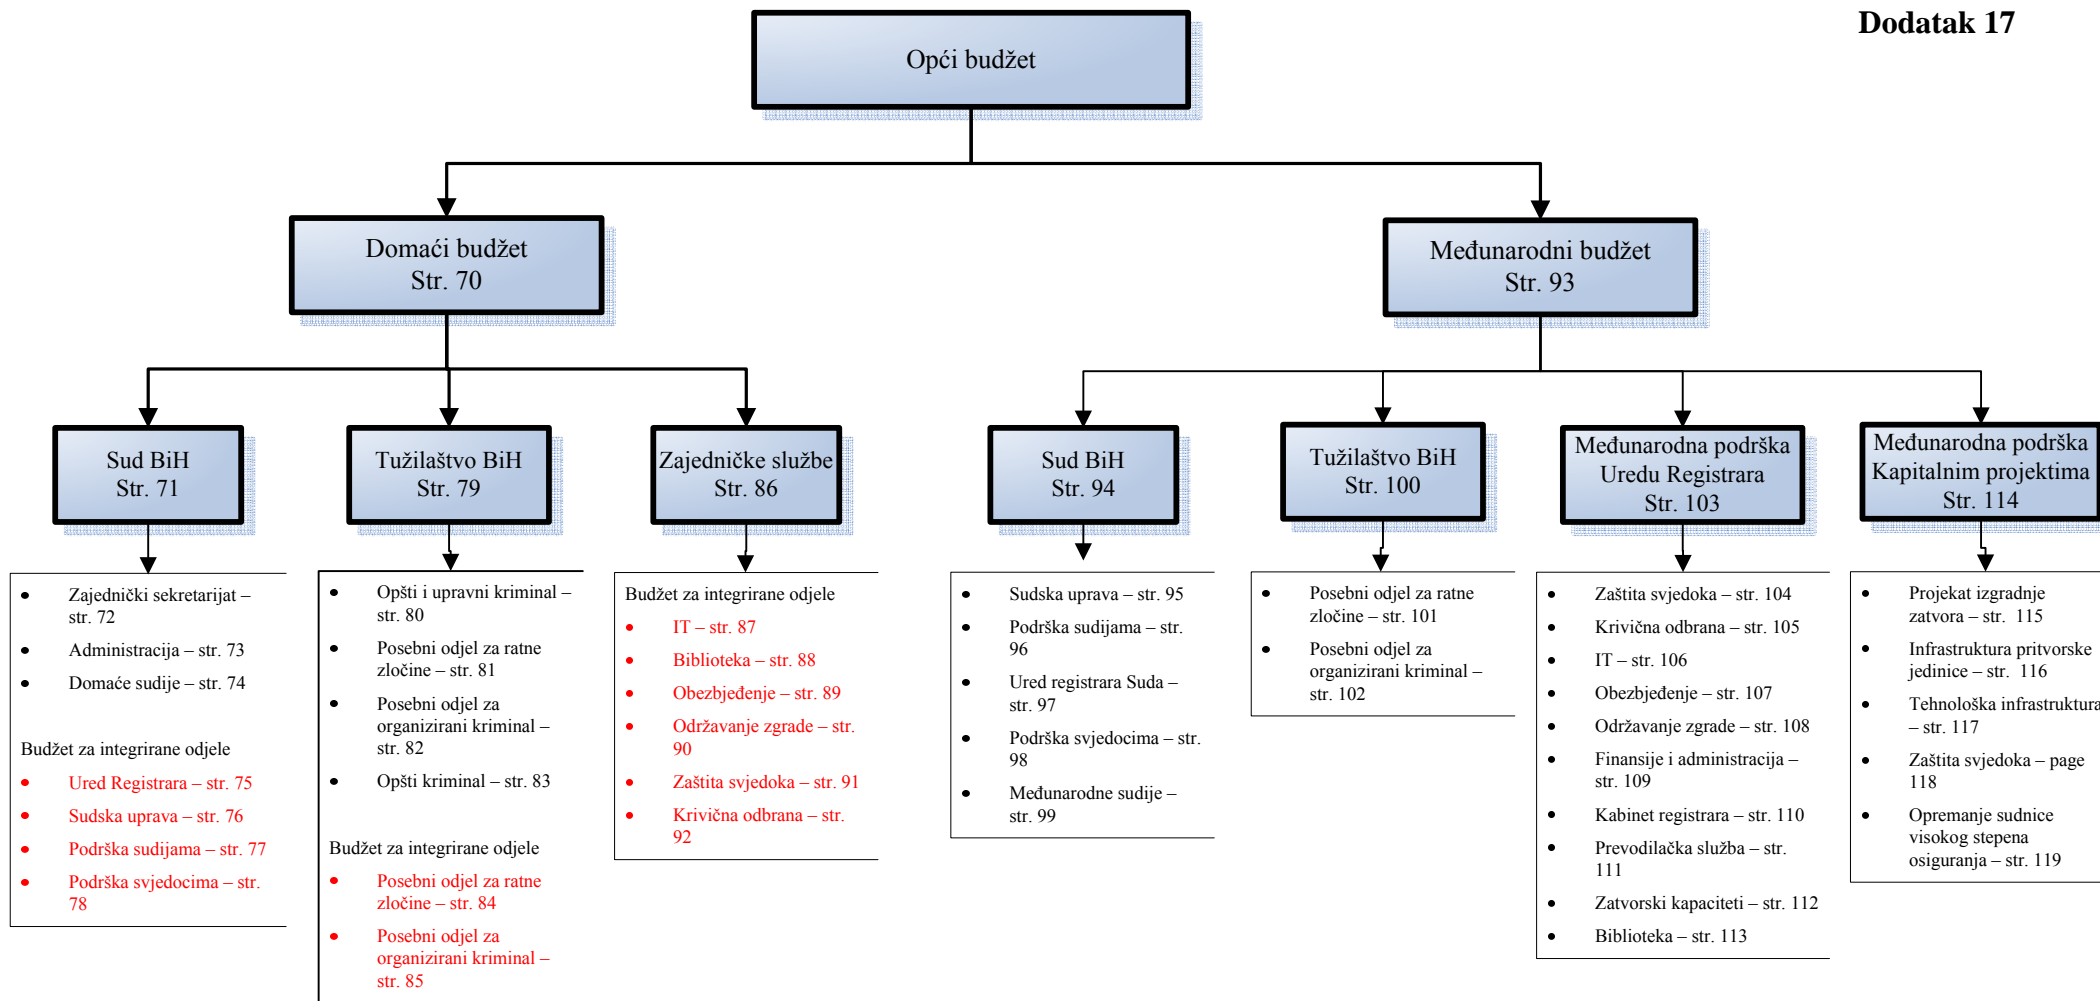 Dodatak 17
Opći budžet
Domaći budžet
Str. 70
Međunarodni budžet
Str. 93
Sud BiH
Str. 71
Tužilaštvo BiH
Str. 79
Zajedničke službe
Str. 86
Sud BiH
Str. 94
Tužilaštvo BiH
Str. 100
Međunarodna podrška
Uredu Registrara
Str. 103
Međunarodna podrška
Kapitalnim projektima
Str. 114
• Zajednički sekretarijat –
str. 72
• Administracija – str. 73
• Domaće sudije – str. 74
Budžet za integrirane odjele
• Ured Registrara – str. 75
• Sudska uprava – str. 76
• Podrška sudijama – str. 77
• Podrška svjedocima – str.
78
• Opšti i upravni kriminal –
str. 80
• Posebni odjel za ratne
zločine – str. 81
• Posebni odjel za
organizirani kriminal –
str. 82
• Opšti kriminal – str. 83
Budžet za integrirane odjele
• Posebni odjel za ratne
zločine – str. 84
• Posebni odjel za
organizirani kriminal –
str. 85
Budžet za integrirane odjele
• IT – str. 87
• Biblioteka – str. 88
• Obezbjeđenje – str. 89
• Održavanje zgrade – str.
90
• Zaštita svjedoka – str. 91
• Krivična odbrana – str.
92
• Sudska uprava – str. 95
• Podrška sudijama – str.
96
• Ured registrara Suda –
str. 97
• Podrška svjedocima – str.
98
• Međunarodne sudije –
str. 99
• Posebni odjel za ratne
zločine – str. 101
• Posebni odjel za
organizirani kriminal –
str. 102
• Zaštita svjedoka – str. 104
• Krivična odbrana – str. 105
• IT – str. 106
• Obezbjeđenje – str. 107
• Održavanje zgrade – str. 108
• Finansije i administracija –
str. 109
• Kabinet registrara – str. 110
• Prevodilačka služba – str.
111
• Zatvorski kapaciteti – str. 112
• Biblioteka – str. 113
• Projekat izgradnje
zatvora – str. 115
• Infrastruktura pritvorske
jedinice – str. 116
• Tehnološka infrastruktura
– str. 117
• Zaštita svjedoka – page
118
• Opremanje sudnice
visokog stepena
osiguranja – str. 119